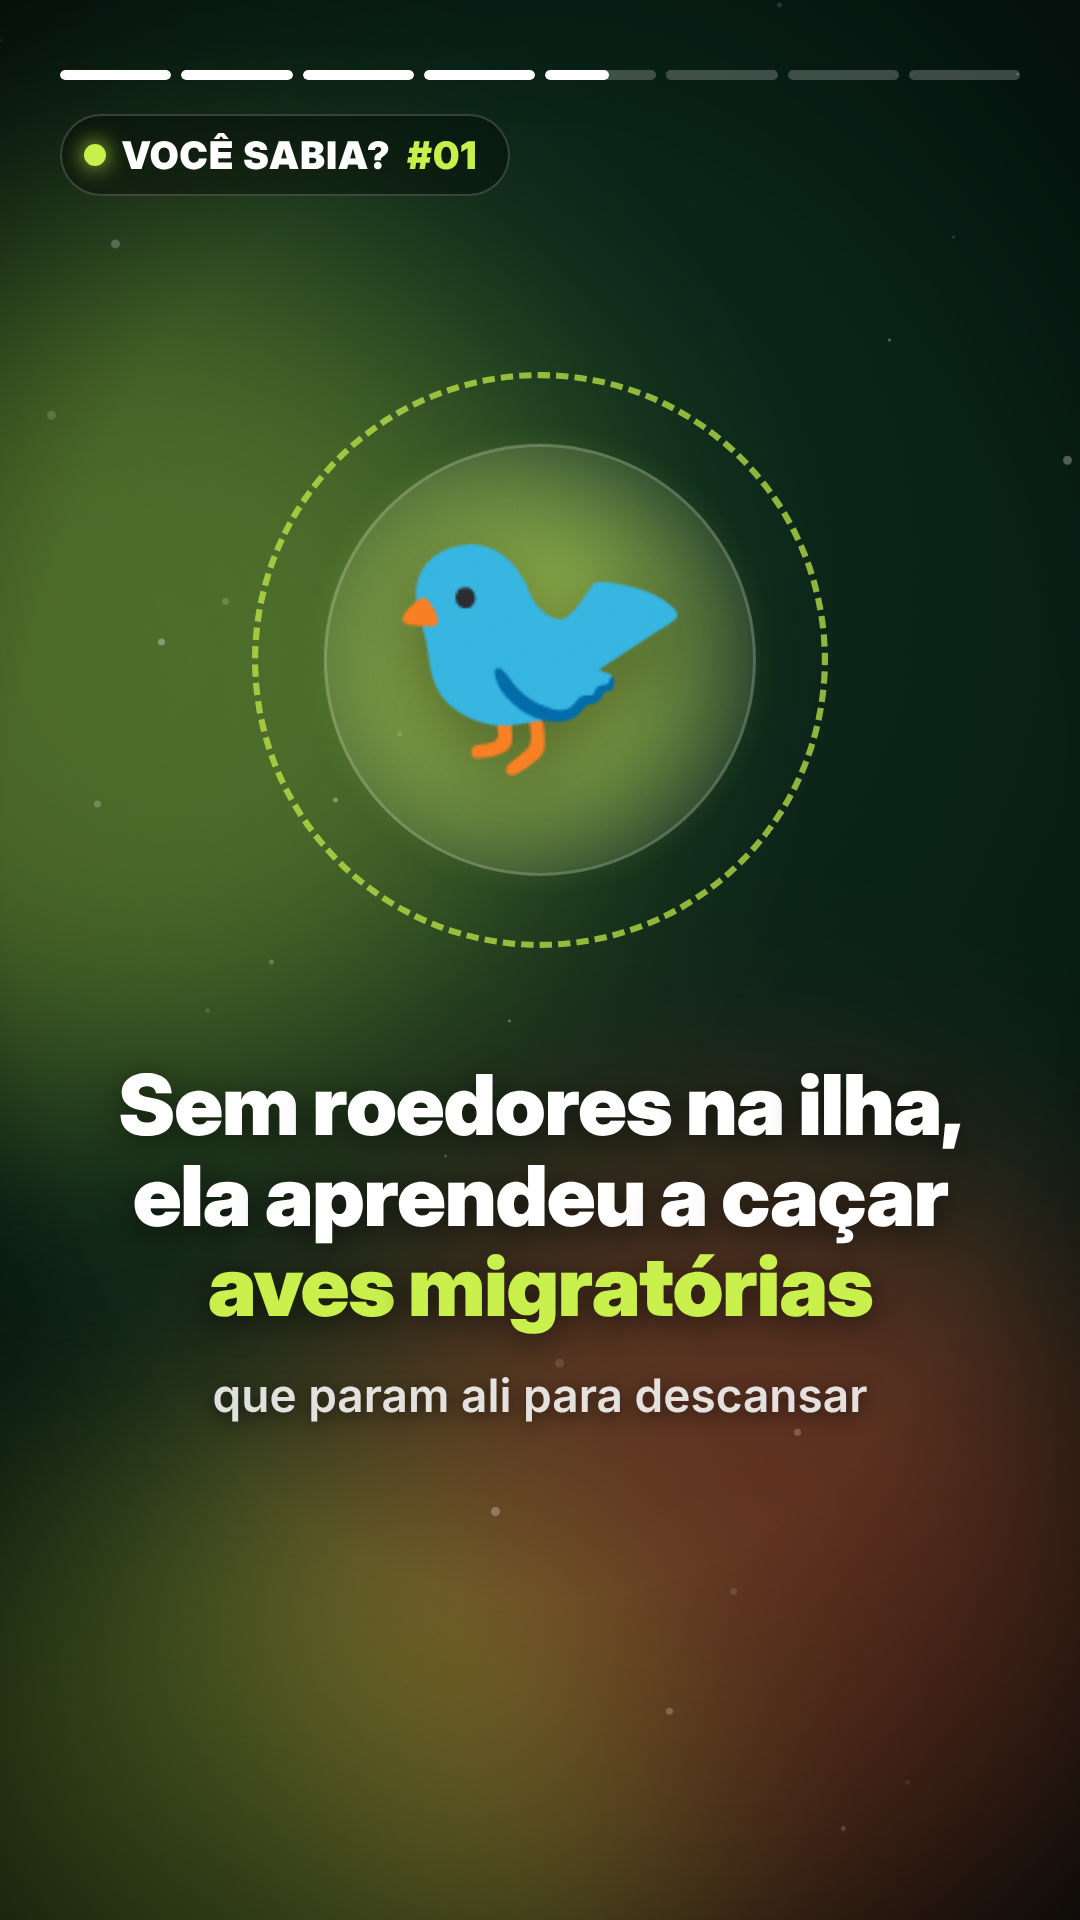 VOCÊ SABIA? #01
Sem roedores na ilha,
ela aprendeu a caçar
aves migratórias
que param ali para descansar